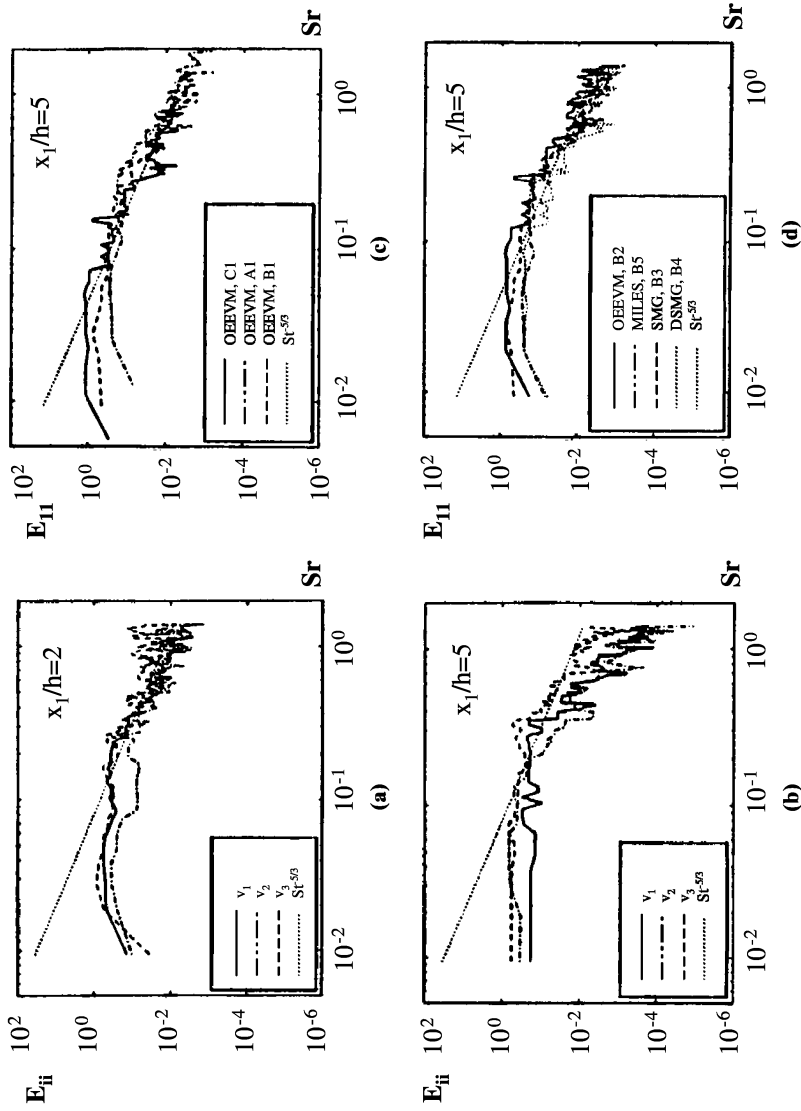 E_ii
10^2
10^0
10^-2
10^-4
10^-6
x_1/h=2
v_1
v_2
v_3
St^-5/3
10^-2
10^-1
10^0
Sr
(a)
E_11
10^2
10^0
10^-2
10^-4
10^-6
x_1/h=5
OEEVM, C1
OEEVM, A1
OEEVM, B1
St^-5/3
10^-2
10^-1
10^0
Sr
(c)
E_ii
10^2
10^0
10^-2
10^-4
10^-6
x_1/h=5
v_1
v_2
v_3
St^-5/3
10^-2
10^-1
10^0
Sr
(b)
E_11
10^2
10^0
10^-2
10^-4
10^-6
x_1/h=5
OEEVM, B2
MILES, B5
SMG, B3
DSMG, B4
St^-5/3
10^-2
10^-1
10^0
Sr
(d)